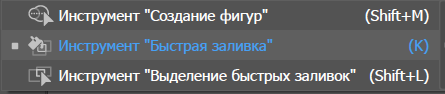 Инструмент "Создание фигур" (Shift+M)
Инструмент "Быстрая заливка" (K)
Инструмент "Выделение быстрых заливок" (Shift+L)